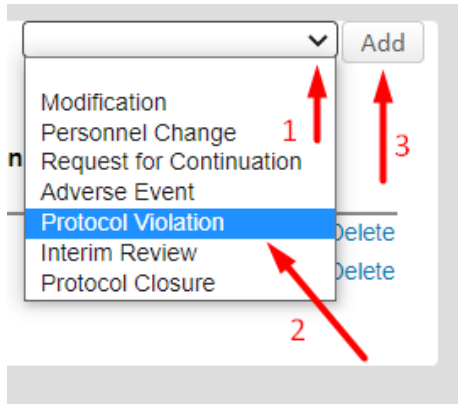 Add
Modification
Personnel Change 1
3
n Request for Continuation
Adverse Event
Protocol Violation
Delete
Interim Review
Delete
Protocol Closure
2